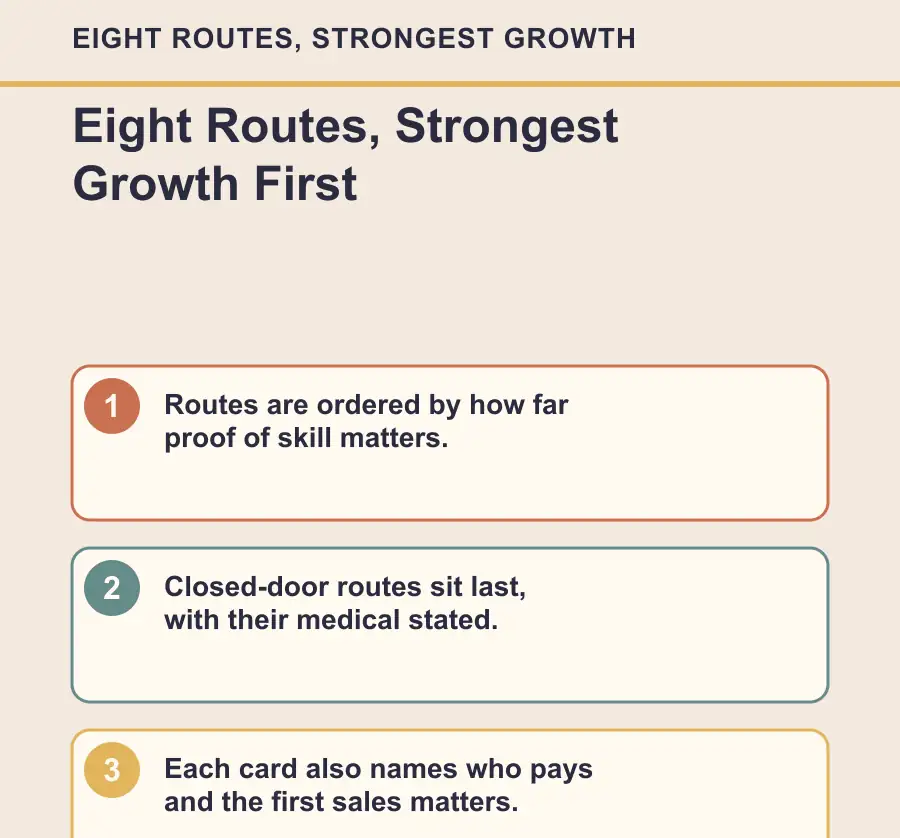 EIGHT ROUTES, STRONGEST GROWTH
Eight Routes, Strongest
Growth First
1
Routes are ordered by how far
proof of skill matters.
2
Closed-door routes sit last,
with their medical stated.
3
Each card also names who pays
and the first sales matters.